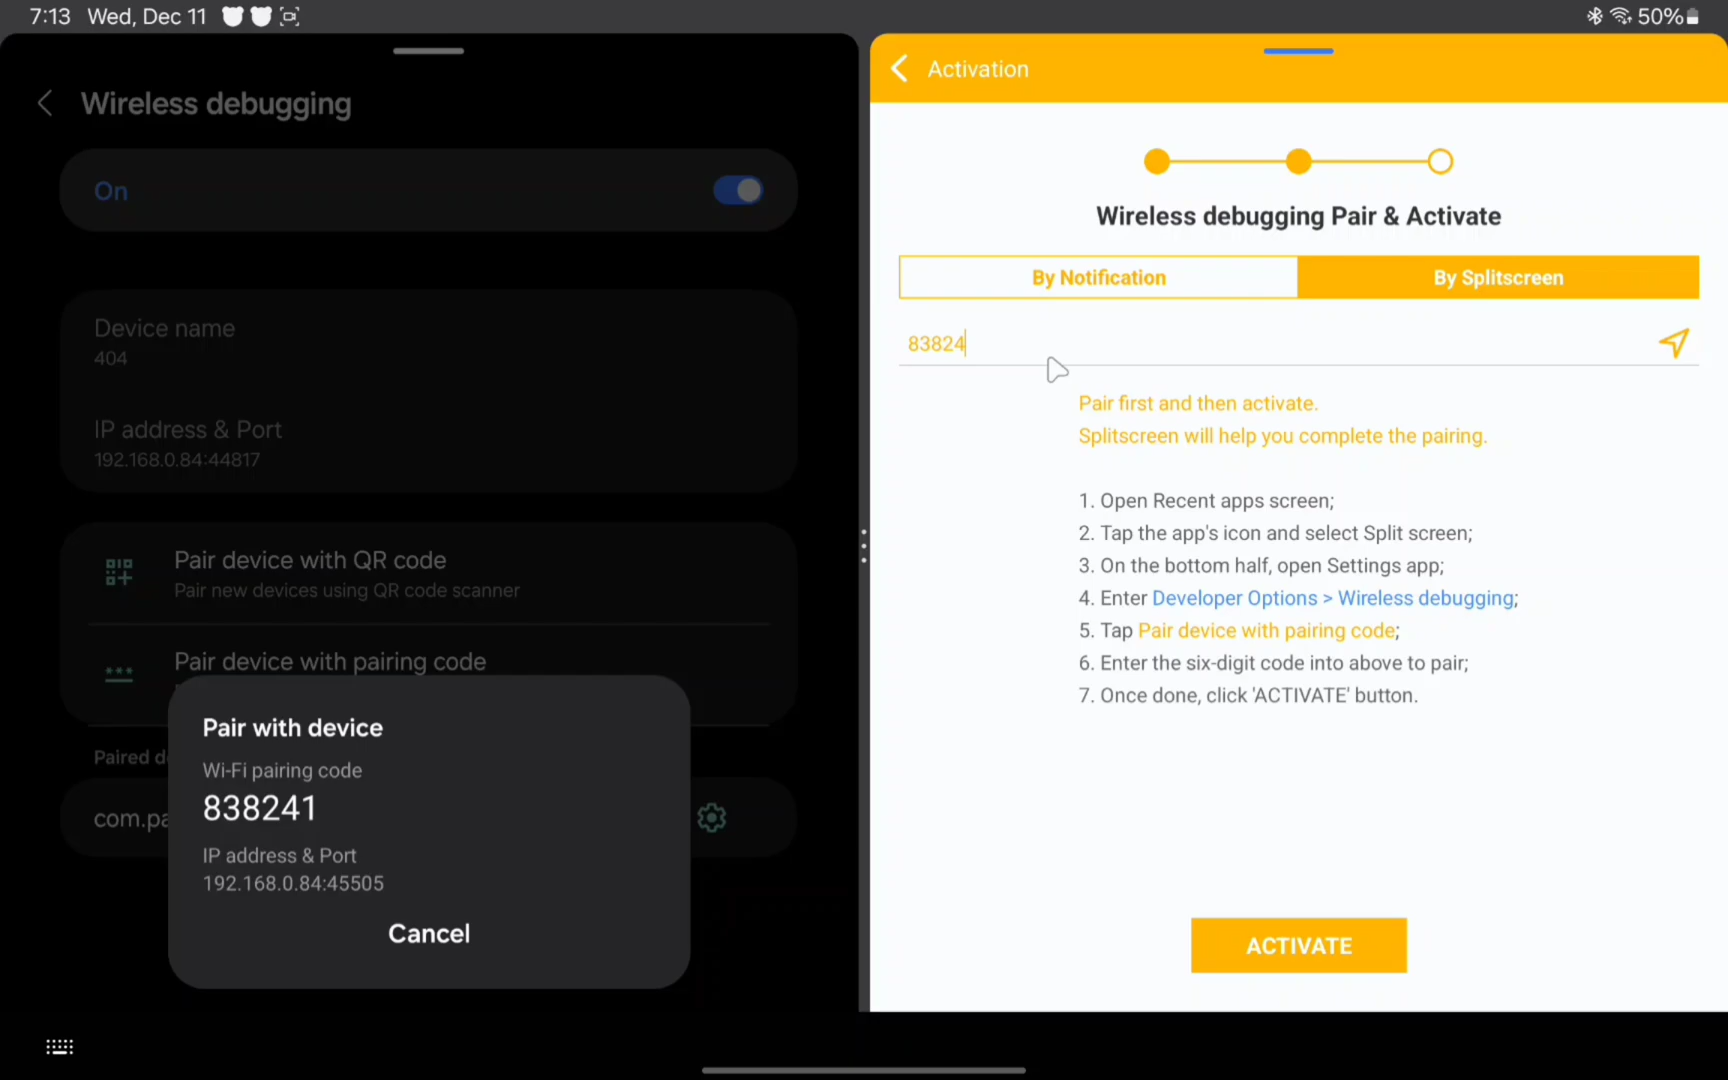 7:13 Wed, Dec 11
50%
Wireless debugging
On
Device name
404
IP address & Port
192.168.0.84:44817
Pair device with QR code
Pair new devices using QR code scanner
Pair device with pairing code
Paired d
com.pa
Pair with device
Wi-Fi pairing code
838241
IP address & Port
192.168.0.84:45505
Cancel
Activation
Wireless debugging Pair & Activate
By Notification
By Splitscreen
83824
Pair first and then activate.
Splitscreen will help you complete the pairing.
1. Open Recent apps screen;
2. Tap the app's icon and select Split screen;
3. On the bottom half, open Settings app;
4. Enter Developer Options > Wireless debugging;
5. Tap Pair device with pairing code;
6. Enter the six-digit code into above to pair;
7. Once done, click 'ACTIVATE' button.
ACTIVATE